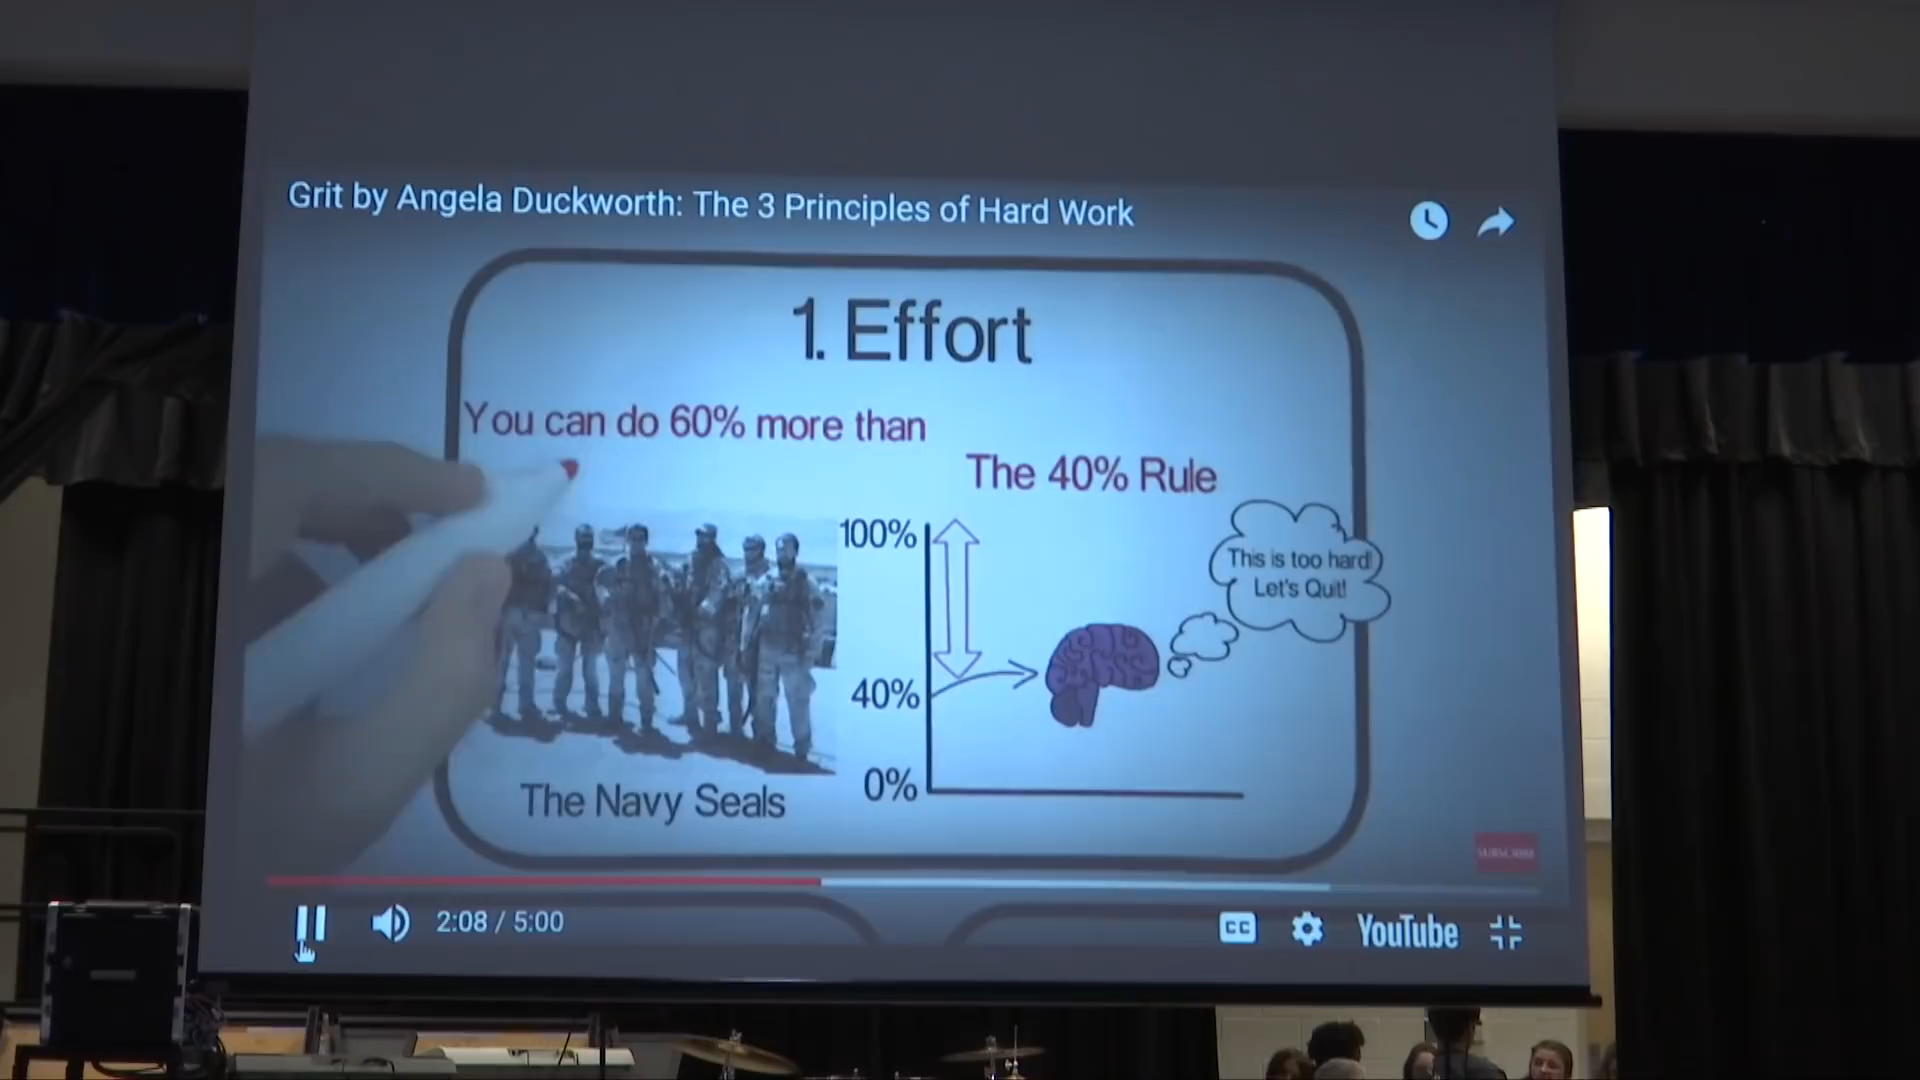 Grit by Angela Duckworth: The 3 Principles of Hard Work
1. Effort
You can do 60% more than
The 40% Rule
100%
This is too hard!
Let's Quit!
40%
0%
The Navy Seals
SUBSCRIBE
2:08 / 5:00
CC
YouTube